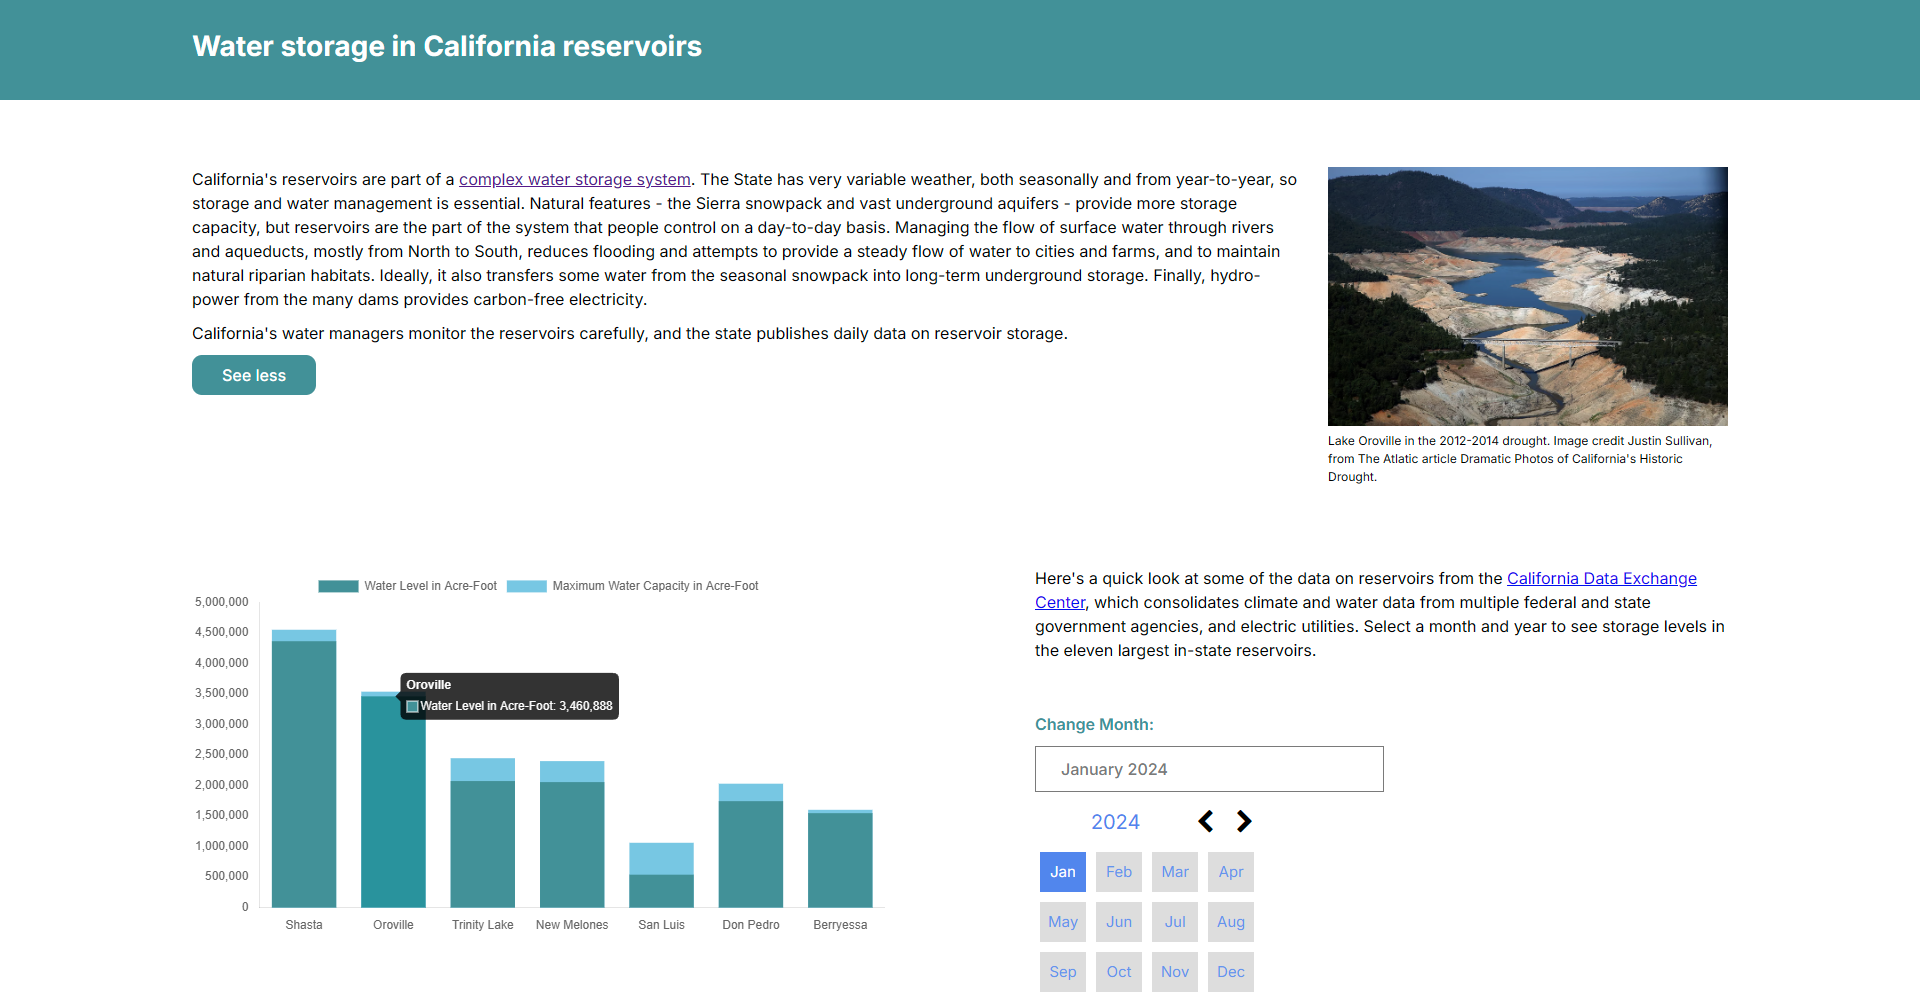 Water storage in California reservoirs
California's reservoirs are part of a complex water storage system. The State has very variable weather, both seasonally and from year-to-year, so
storage and water management is essential. Natural features - the Sierra snowpack and vast underground aquifers - provide more storage
capacity, but reservoirs are the part of the system that people control on a day-to-day basis. Managing the flow of surface water through rivers
and aqueducts, mostly from North to South, reduces flooding and attempts to provide a steady flow of water to cities and farms, and to maintain
natural riparian habitats. Ideally, it also transfers some water from the seasonal snowpack into long-term underground storage. Finally, hydro-
power from the many dams provides carbon-free electricity.
California's water managers monitor the reservoirs carefully, and the state publishes daily data on reservoir storage.
See less
Lake Oroville in the 2012-2014 drought. Image credit Justin Sullivan,
from The Atlatic article Dramatic Photos of California's Historic
Drought.
Water Level in Acre-Foot
Maximum Water Capacity in Acre-Foot
5,000,000
4,500,000
4,000,000
3,500,000
3,000,000
2,500,000
2,000,000
1,500,000
1,000,000
500,000
0
Oroville
Water Level in Acre-Foot: 3,460,888
Shasta
Oroville
Trinity Lake
New Melones
San Luis
Don Pedro
Berryessa
Here's a quick look at some of the data on reservoirs from the California Data Exchange
Center, which consolidates climate and water data from multiple federal and state
government agencies, and electric utilities. Select a month and year to see storage levels in
the eleven largest in-state reservoirs.
Change Month:
January 2024
2024
Jan Feb Mar Apr
May Jun Jul Aug
Sep Oct Nov Dec